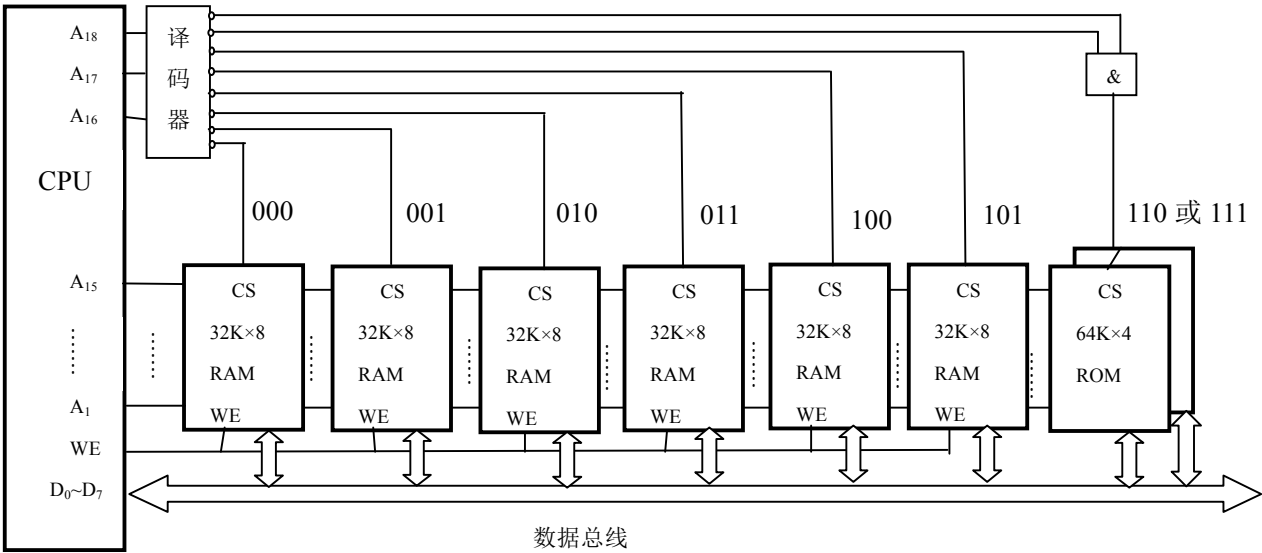 A18
A17
A16
CPU
A15
A1
WE
D0~D7
译
码
器
&
000
001
010
011
100
101
110 或 111
CS
32K×8
RAM
WE
CS
32K×8
RAM
WE
CS
32K×8
RAM
WE
CS
32K×8
RAM
WE
CS
32K×8
RAM
WE
CS
32K×8
RAM
WE
CS
64K×4
ROM
数据总线